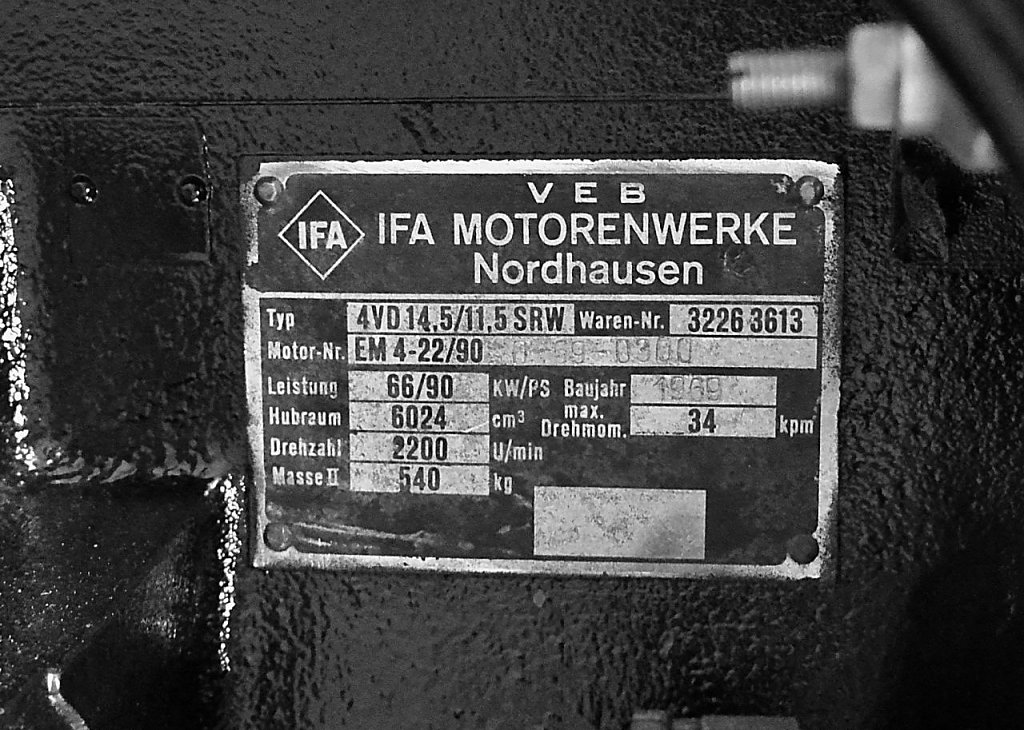 VEB
IFA
IFA MOTORENWERKE
Nordhausen
Typ 4VD 14,5/11,5 SRW Waren-Nr. 3226 3613
Motor-Nr. EM 4-22/90
Leistung 66/90 KW/PS Baujahr 1989
Hubraum 6024 cm³ max. Drehmom. 34 kpm
Drehzahl 2200 U/min
Masse II 540 kg